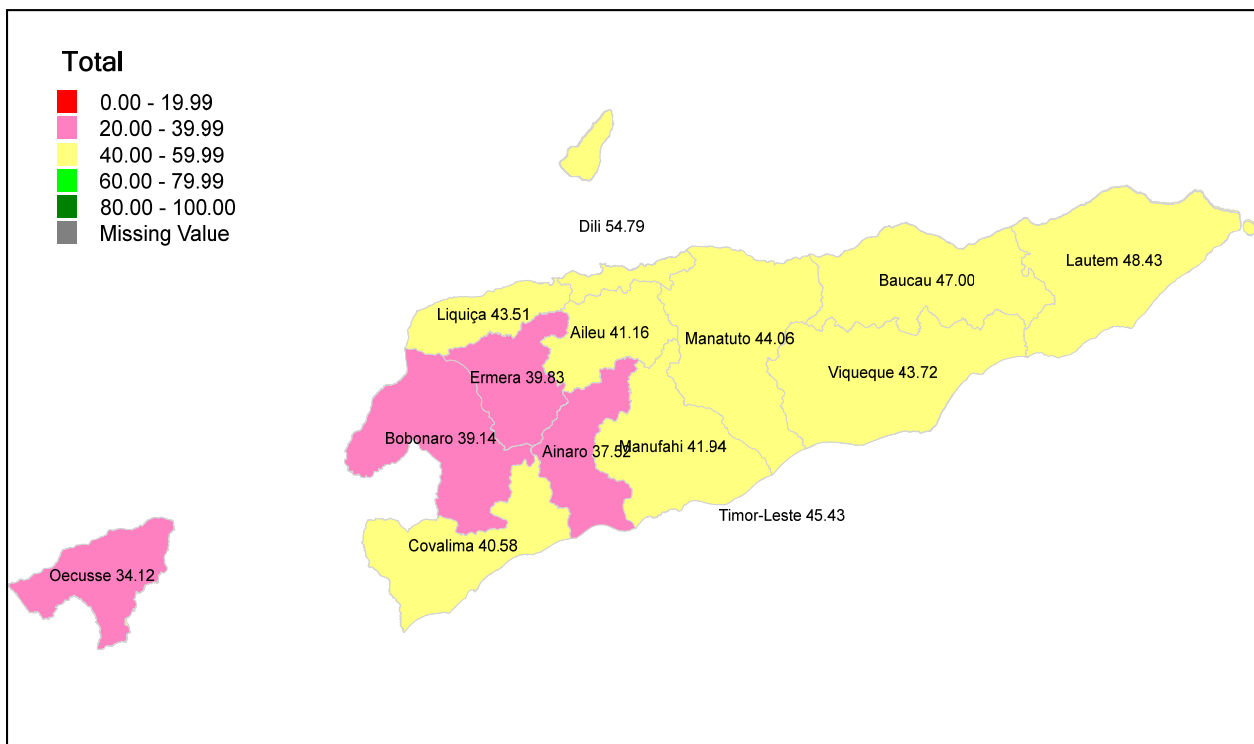 Total
0.00 - 19.99
20.00 - 39.99
40.00 - 59.99
60.00 - 79.99
80.00 - 100.00
Missing Value
Dili 54.79
Lautem 48.43
Baucau 47.00
Liquiça 43.51
Aileu 41.16
Manatuto 44.06
Viqueque 43.72
Ermera 39.83
Bobonaro 39.14
Ainaro 37.52
Manufahi 41.94
Timor-Leste 45.43
Covalima 40.58
Oecusse 34.12